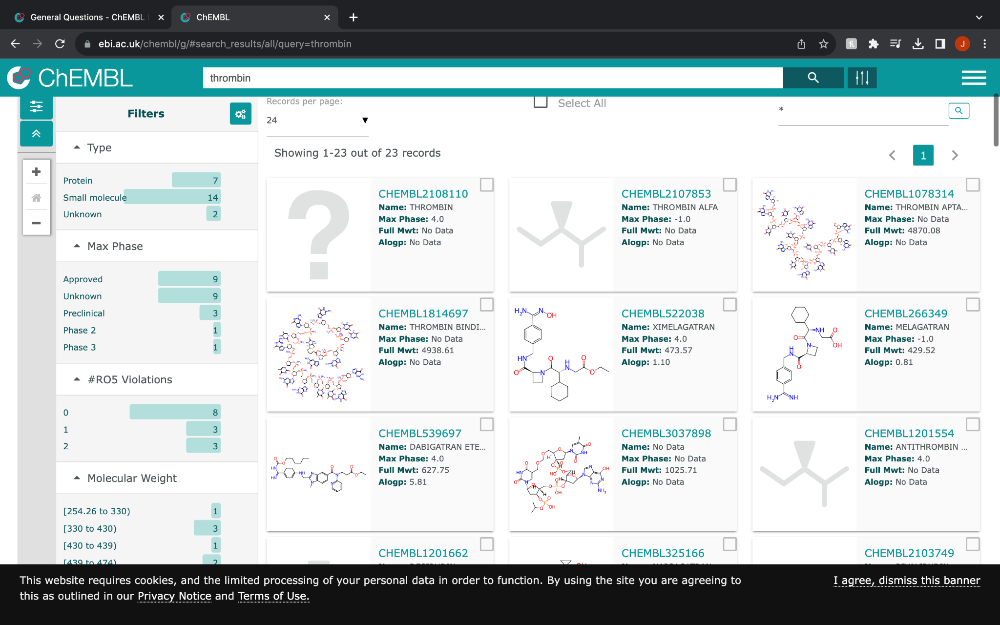 General Questions - ChEMBL
ChEMBL
ebi.ac.uk/chembl/g/#search_results/all/query=thrombin
J
ChEMBL
thrombin
Filters
Type
Protein 7
Small molecule 14
Unknown 2
Max Phase
Approved 9
Unknown 9
Preclinical 3
Phase 2 1
Phase 3 1
#RO5 Violations
0 8
1 3
2 3
Molecular Weight
[254.26 to 330) 1
[330 to 430) 3
[430 to 439) 1
[439 to 474) 2
Records per page:
24
Select All
*
Showing 1-23 out of 23 records
1
CHEMBL2108110
Name: THROMBIN
Max Phase: 4.0
Full Mwt: No Data
Alogp: No Data
CHEMBL2107853
Name: THROMBIN ALFA
Max Phase: -1.0
Full Mwt: No Data
Alogp: No Data
CHEMBL1078314
Name: THROMBIN APTA...
Max Phase: No Data
Full Mwt: 4870.08
Alogp: No Data
CHEMBL1814697
Name: THROMBIN BINDI...
Max Phase: No Data
Full Mwt: 4938.61
Alogp: No Data
CHEMBL522038
Name: XIMELAGATRAN
Max Phase: 4.0
Full Mwt: 473.57
Alogp: 1.10
CHEMBL266349
Name: MELAGATRAN
Max Phase: -1.0
Full Mwt: 429.52
Alogp: 0.81
CHEMBL539697
Name: DABIGATRAN ETE...
Max Phase: 4.0
Full Mwt: 627.75
Alogp: 5.81
CHEMBL3037898
Name: No Data
Max Phase: No Data
Full Mwt: 1025.71
Alogp: No Data
CHEMBL1201554
Name: ANTITHROMBIN ...
Max Phase: 4.0
Full Mwt: No Data
Alogp: No Data
CHEMBL1201662
CHEMBL325166
CHEMBL2103749
This website requires cookies, and the limited processing of your personal data in order to function. By using the site you are agreeing to
this as outlined in our Privacy Notice and Terms of Use.
I agree, dismiss this banner